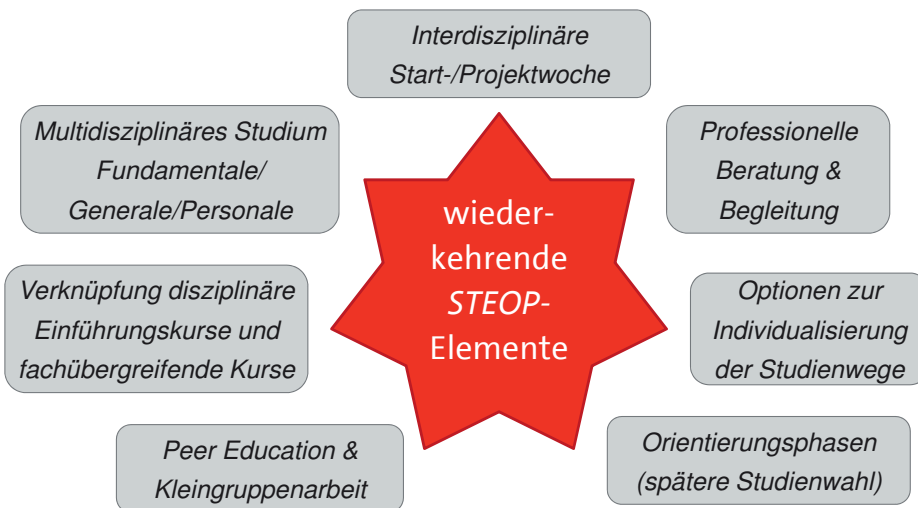 Interdisziplinäre
Start-/Projektwoche
Multidisziplinäres Studium
Fundamentale/
Generale/Personale
Professionelle
Beratung &
Begleitung
wieder-
kehrende
STEOP-
Elemente
Verknüpfung disziplinäre
Einführungskurse und
fachübergreifende Kurse
Optionen zur
Individualisierung
der Studienwege
Peer Education &
Kleingruppenarbeit
Orientierungsphasen
(spätere Studienwahl)